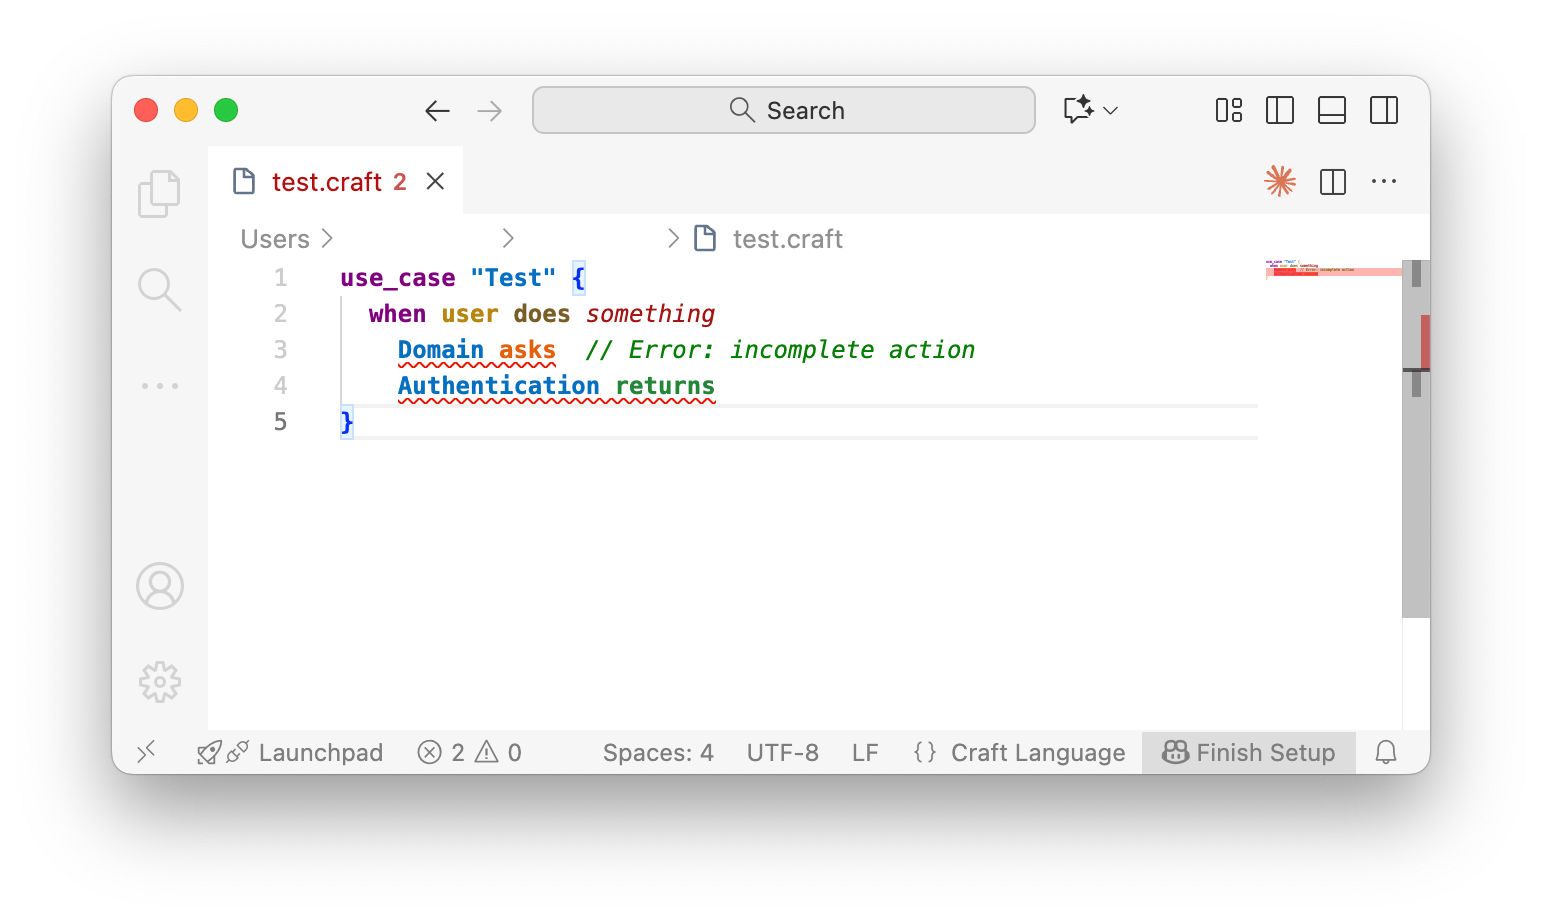 Search
test.craft 2
Users > > > test.craft
1 use_case "Test" {
2 when user does something
3 Domain asks // Error: incomplete action
4 Authentication returns
5 }
Launchpad 2 0 Spaces: 4 UTF-8 LF {} Craft Language Finish Setup